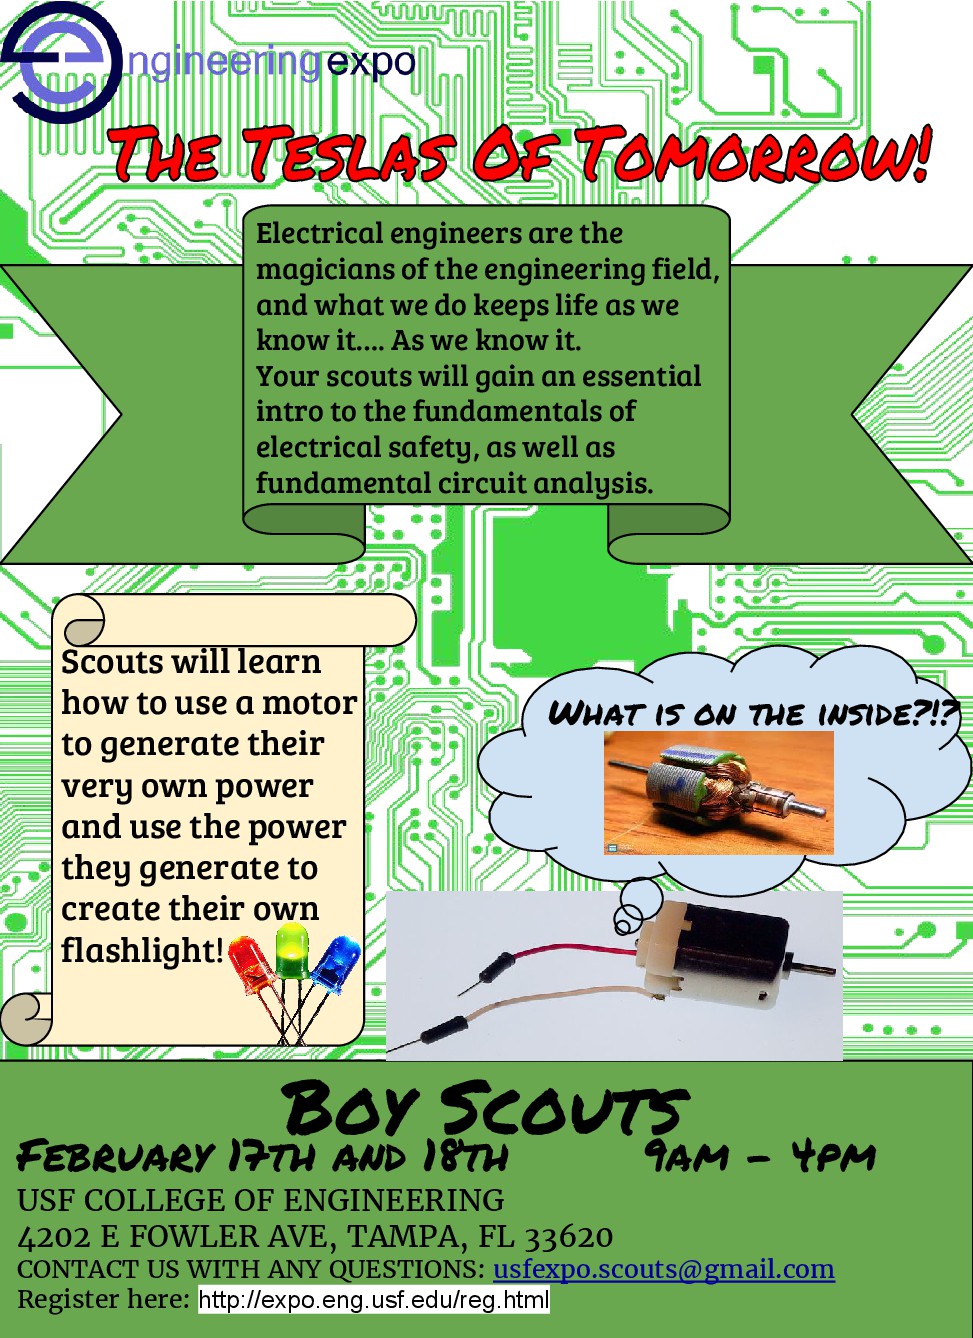 engineering expo
The Teslas Of Tomorrow!
Electrical engineers are the
magicians of the engineering field,
and what we do keeps life as we
know it.... As we know it.
Your scouts will gain an essential
intro to the fundamentals of
electrical safety, as well as
fundamental circuit analysis.
Scouts will learn
how to use a motor
to generate their
very own power
and use the power
they generate to
create their own
flashlight!
What is on the inside?!?
Boy Scouts
February 17th and 18th 9am - 4pm
USF COLLEGE OF ENGINEERING
4202 E FOWLER AVE, TAMPA, FL 33620
CONTACT US WITH ANY QUESTIONS: usfexpo.scouts@gmail.com
Register here: http://expo.eng.usf.edu/reg.html